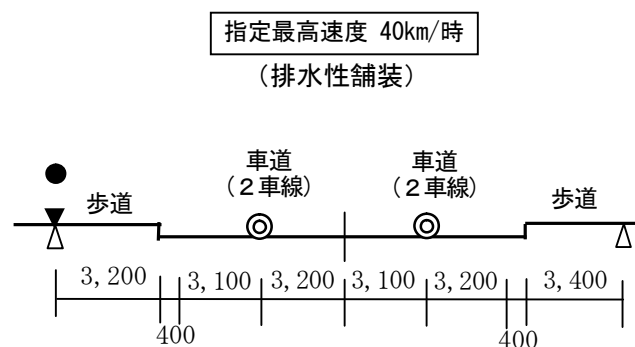 指定最高速度 40km/時
（排水性舗装）
車道 車道
（２車線） （２車線）
歩道 歩道
3,200 3,100 3,200 3,100 3,200 3,400
400 400